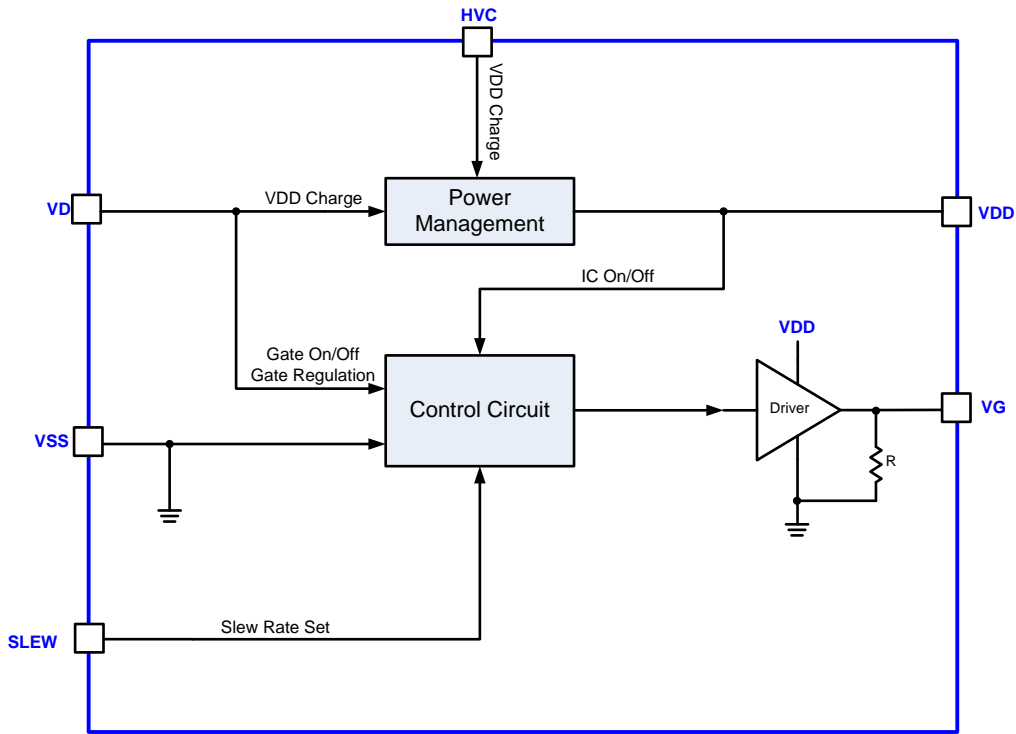 HVC
VDD Charge
VD
VDD Charge
Power
Management
VDD
IC On/Off
VDD
Gate On/Off
Gate Regulation
Control Circuit
Driver
VG
VSS
R
SLEW
Slew Rate Set